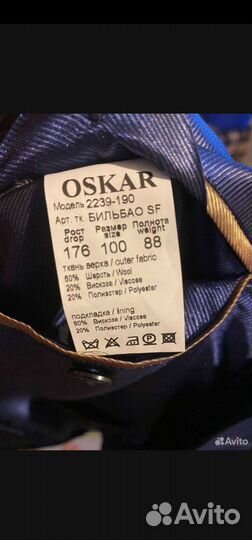 OSKAR
Модель 2239-190
Арт. тк. БИЛЬБАО SF
Рост Размер Полнота
drop size weight
176 100 88
ткань верха / outer fabric
60% Шерсть / Wool
20% Вискоза / Viscose
20% Полиэстер / Polyester
подкладка / lining
80% Вискоза / Viscose
20% Полиэстер / Polyester
Avito
Avito